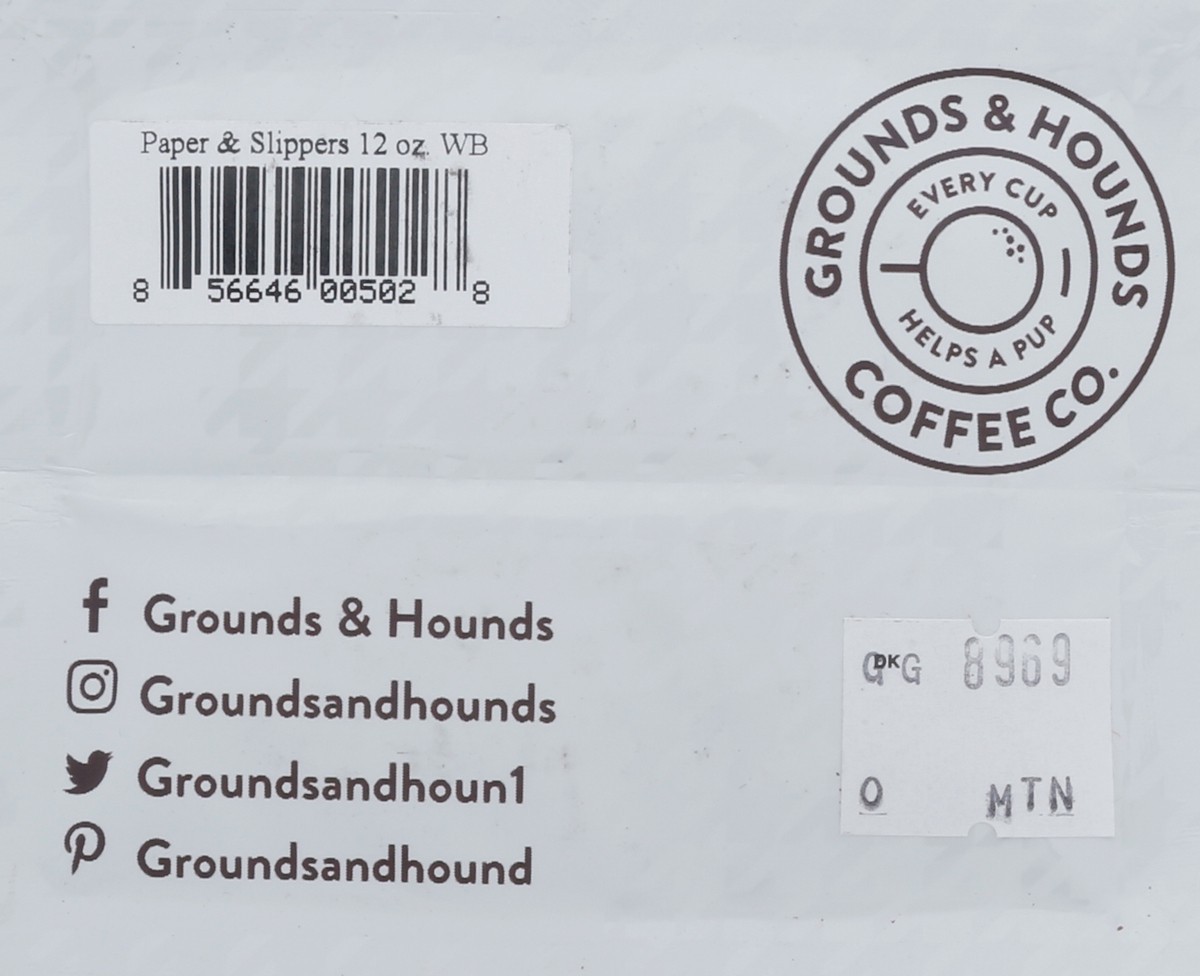 Paper & Slippers 12 oz. WB
8 56646 00502 8
GROUNDS & HOUNDS
EVERY CUP
HELPS A PUP
COFFEE CO.
Grounds & Hounds
Groundsandhounds
Groundsandhoun1
Groundsandhound
DK
G G 8969
0 MTN